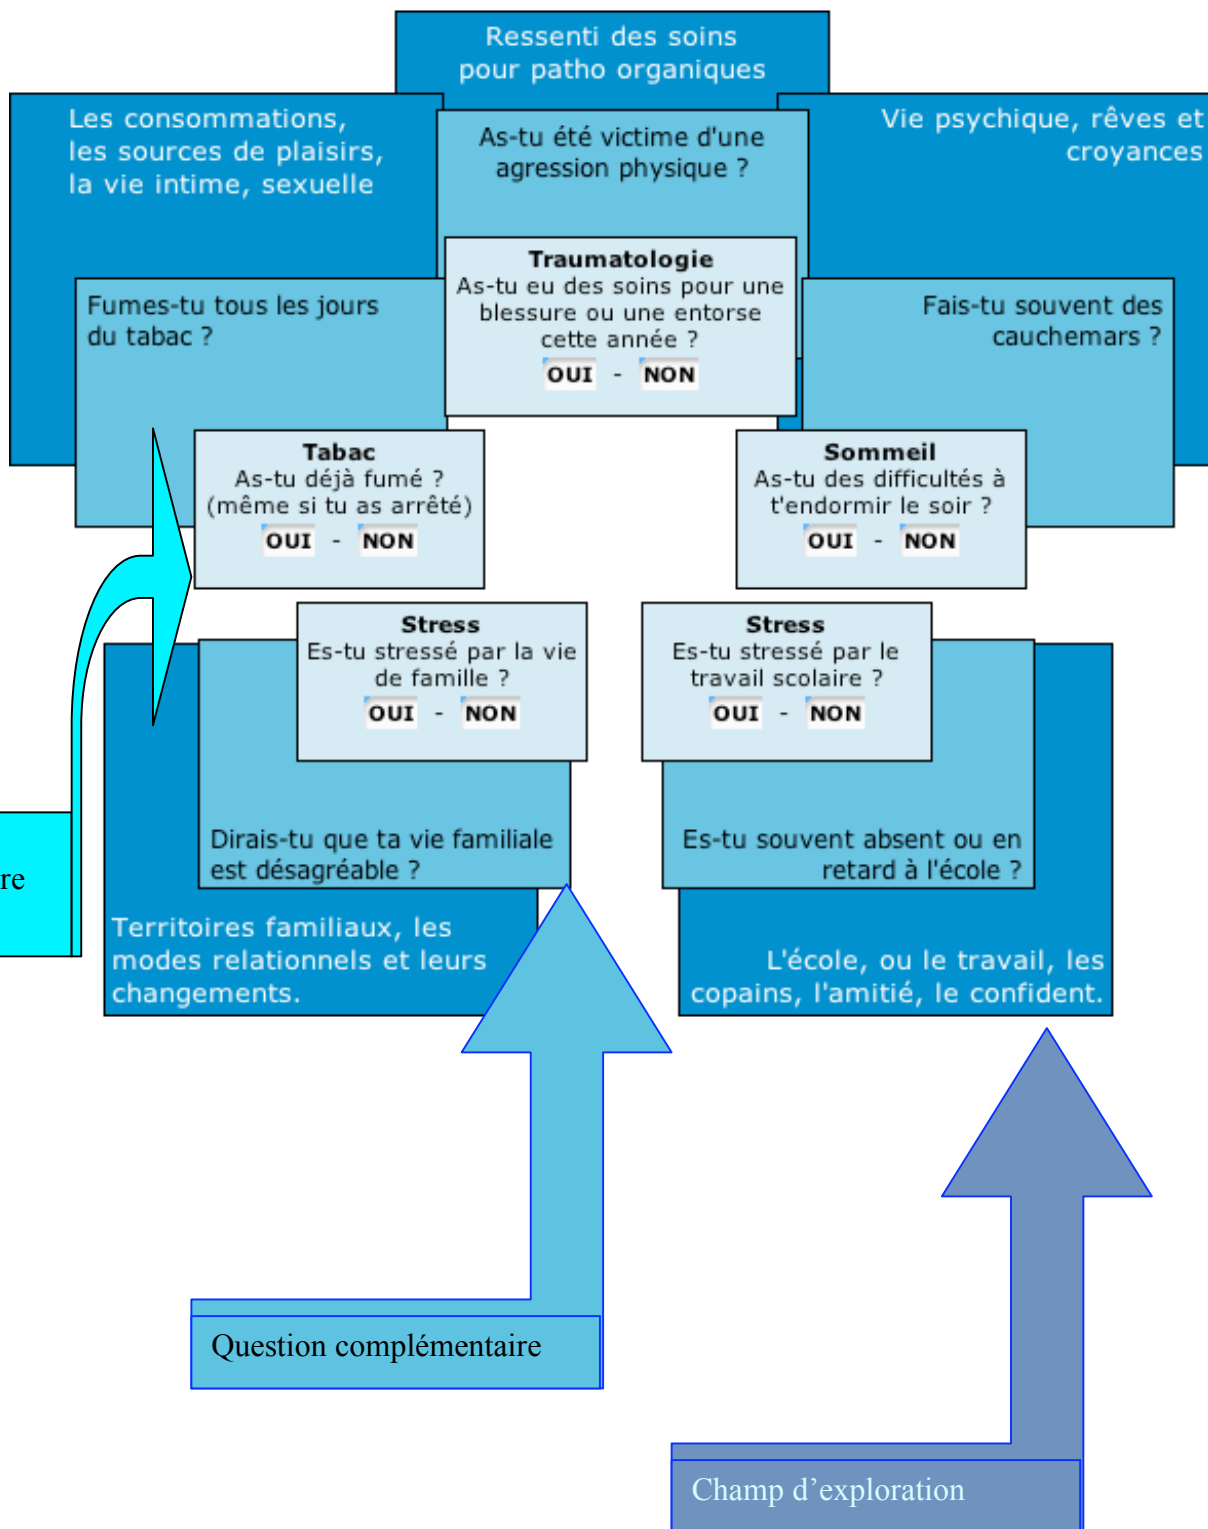 Ressenti des soins
pour patho organiques
Les consommations,
les sources de plaisirs,
la vie intime, sexuelle
As-tu été victime d'une
agression physique ?
Vie psychique, rêves et
croyances
Traumatologie
As-tu eu des soins pour une
blessure ou une entorse
cette année ?
OUI - NON
Fumes-tu tous les jours
du tabac ?
Fais-tu souvent des
cauchemars ?
Tabac
As-tu déjà fumé ?
(même si tu as arrêté)
OUI - NON
Sommeil
As-tu des difficultés à
t'endormir le soir ?
OUI - NON
Stress
Es-tu stressé par la vie
de famille ?
OUI - NON
Stress
Es-tu stressé par le
travail scolaire ?
OUI - NON
Dirais-tu que ta vie familiale
est désagréable ?
Es-tu souvent absent ou en
retard à l'école ?
re
Territoires familiaux, les
modes relationnels et leurs
changements.
L'école, ou le travail, les
copains, l'amitié, le confident.
Question complémentaire
Champ d’exploration